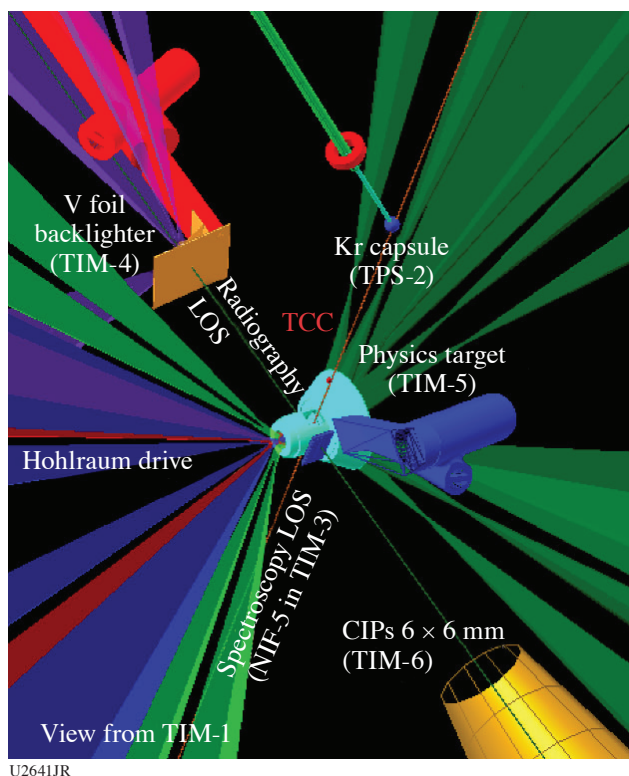 V foil
backlighter
(TIM-4)
Kr capsule
(TPS-2)
Radiography
LOS
TCC
Physics target
(TIM-5)
Hohlraum drive
Spectroscopy LOS
(NIF-5 in TIM-3)
CIPs 6 × 6 mm
(TIM-6)
View from TIM-1
U2641JR